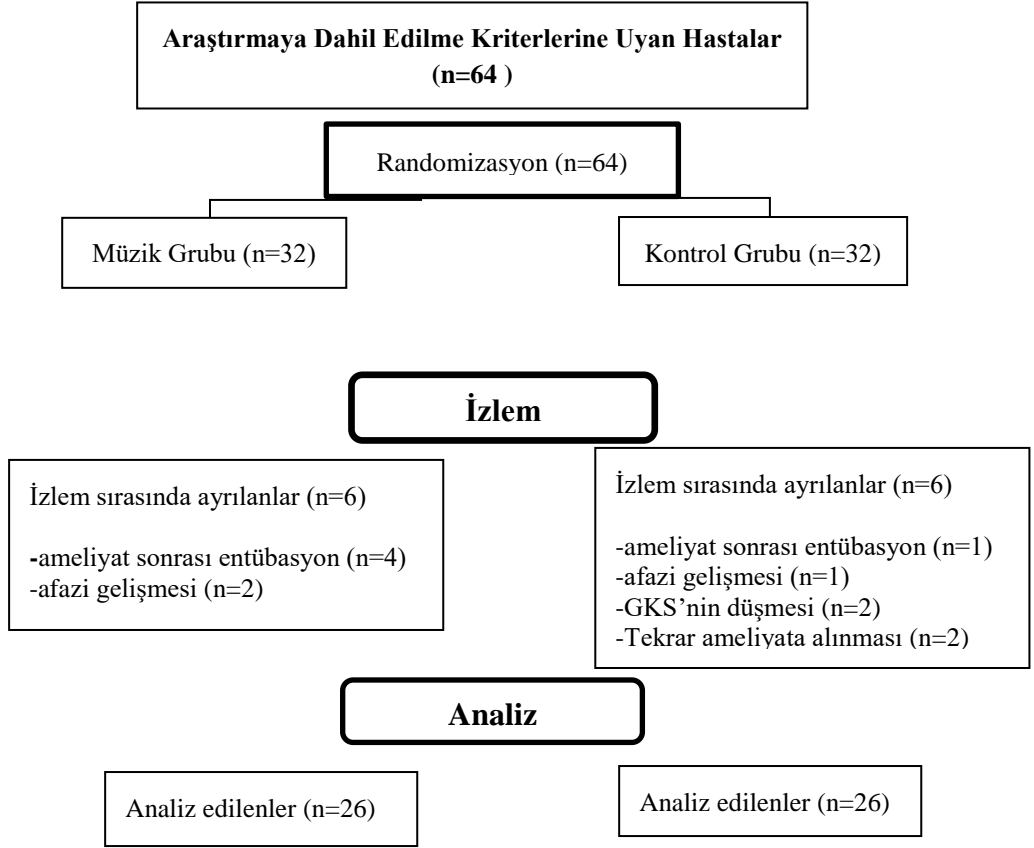 Araştırmaya Dahil Edilme Kriterlerine Uyan Hastalar
(n=64 )
Randomizasyon (n=64)
Müzik Grubu (n=32)
Kontrol Grubu (n=32)
İzlem
İzlem sırasında ayrılanlar (n=6)
-ameliyat sonrası entübasyon (n=4)
-afazi gelişmesi (n=2)
İzlem sırasında ayrılanlar (n=6)
-ameliyat sonrası entübasyon (n=1)
-afazi gelişmesi (n=1)
-GKS’nin düşmesi (n=2)
-Tekrar ameliyata alınması (n=2)
Analiz
Analiz edilenler (n=26)
Analiz edilenler (n=26)